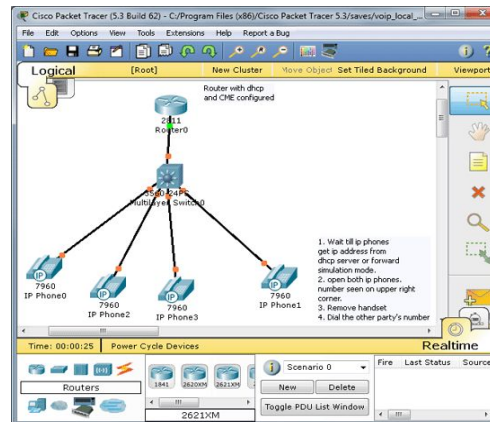 Cisco Packet Tracer (5.3 Build 62) - C:/Program Files (x86)/Cisco Packet Tracer 5.3/saves/voip_local_...
File Edit Options View Tools Extensions Help Report a Bug
Logical [Root] New Cluster Move Object Set Tiled Background Viewport
Router with dhcp
and CME configured
2811
Router0
3560-24PS
Multilayer Switch0
7960
IP Phone0
7960
IP Phone2
7960
IP Phone3
7960
IP Phone1
1. Wait till ip phones
get ip address from
dhcp server or forward
simulation mode.
2. open both ip phones.
number seen on upper right
corner.
3. Remove handset
4. Dial the other party's number
Time: 00:00:25 Power Cycle Devices Realtime
Routers
1841 2620XM 2621XM
2621XM
Scenario 0
New Delete
Toggle PDU List Window
Fire Last Status Source